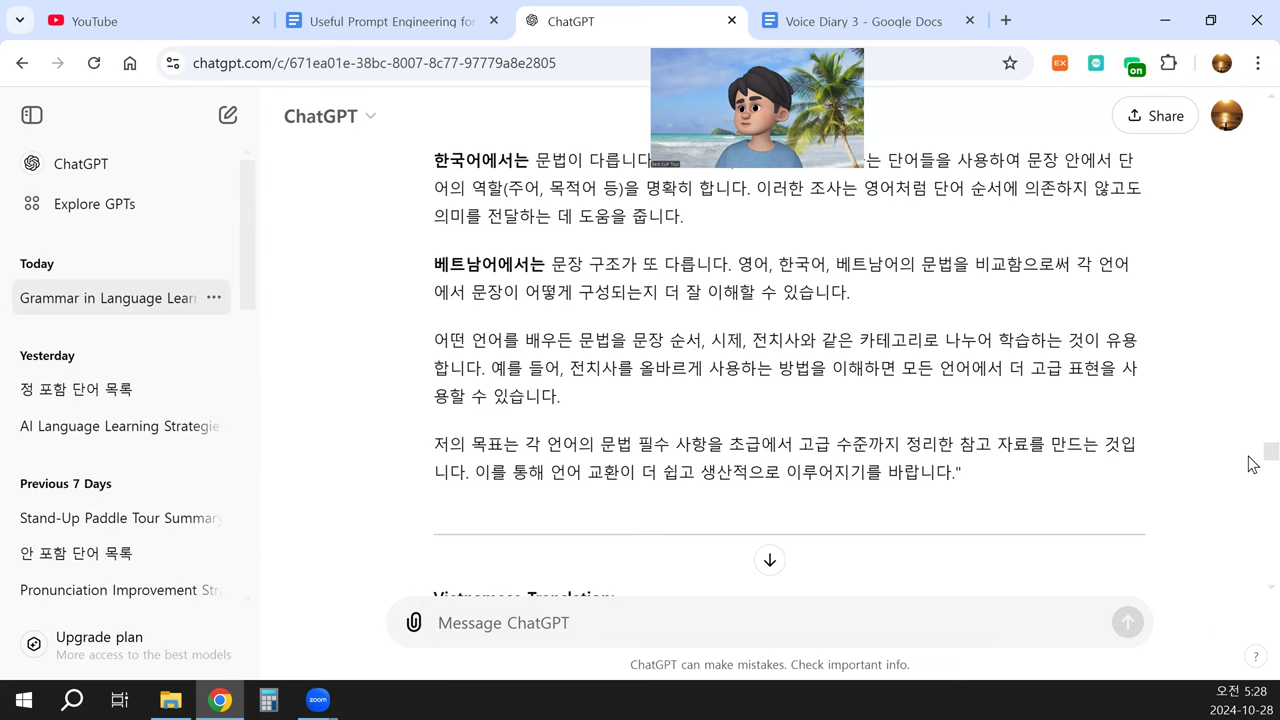 YouTube
Useful Prompt Engineering for
ChatGPT
Voice Diary 3 - Google Docs
chatgpt.com/c/671ea01e-38bc-8007-8c77-97779a8e2805
EX
on
ChatGPT
Share
ChatGPT
Explore GPTs
Today
Grammar in Language Lear
Yesterday
정 포함 단어 목록
AI Language Learning Strategie
Previous 7 Days
Stand-Up Paddle Tour Summary
안 포함 단어 목록
Pronunciation Improvement Str
Upgrade plan
More access to the best models
Best SUP Tour
한국어에서는 문법이 다릅니다 는 단어들을 사용하여 문장 안에서 단
어의 역할(주어, 목적어 등)을 명확히 합니다. 이러한 조사는 영어처럼 단어 순서에 의존하지 않고도
의미를 전달하는 데 도움을 줍니다.
베트남어에서는 문장 구조가 또 다릅니다. 영어, 한국어, 베트남어의 문법을 비교함으로써 각 언어
에서 문장이 어떻게 구성되는지 더 잘 이해할 수 있습니다.
어떤 언어를 배우든 문법을 문장 순서, 시제, 전치사와 같은 카테고리로 나누어 학습하는 것이 유용
합니다. 예를 들어, 전치사를 올바르게 사용하는 방법을 이해하면 모든 언어에서 더 고급 표현을 사
용할 수 있습니다.
저의 목표는 각 언어의 문법 필수 사항을 초급에서 고급 수준까지 정리한 참고 자료를 만드는 것입
니다. 이를 통해 언어 교환이 더 쉽고 생산적으로 이루어지기를 바랍니다."
Vietnamese Translation:
Message ChatGPT
ChatGPT can make mistakes. Check important info.
?
zoom
오전 5:28
2024-10-28